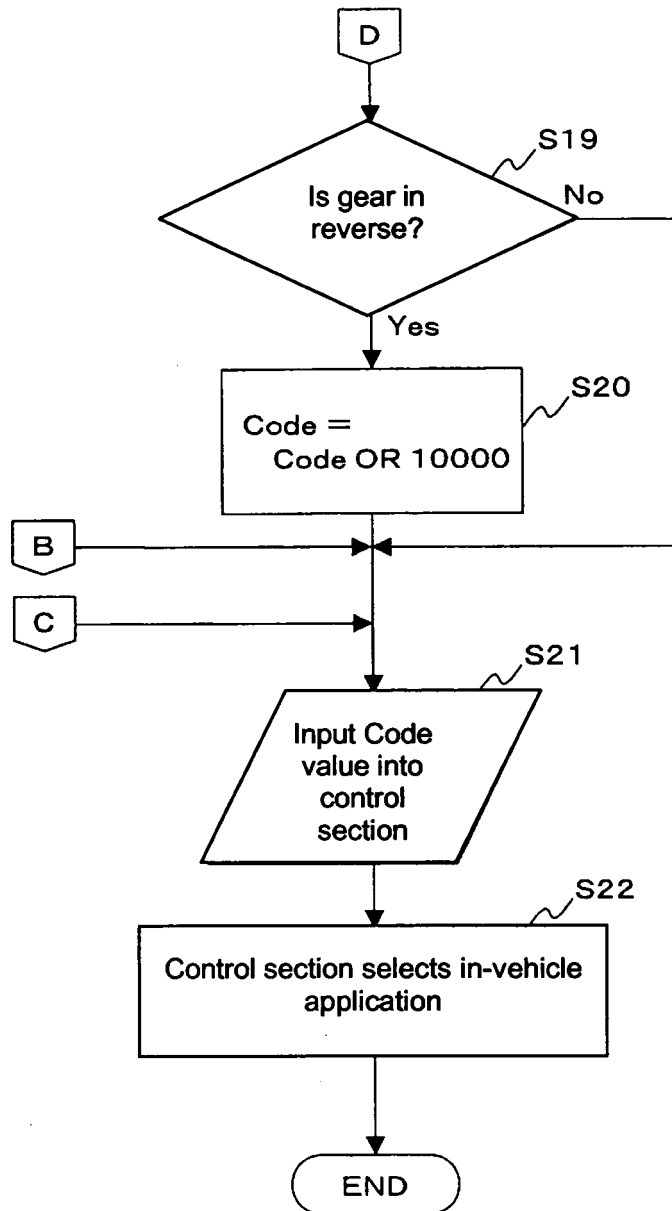 D
S19
Is gear in
reverse?
No
Yes
S20
Code =
Code OR 10000
B
C
S21
Input Code
value into
control
section
S22
Control section selects in-vehicle
application
END